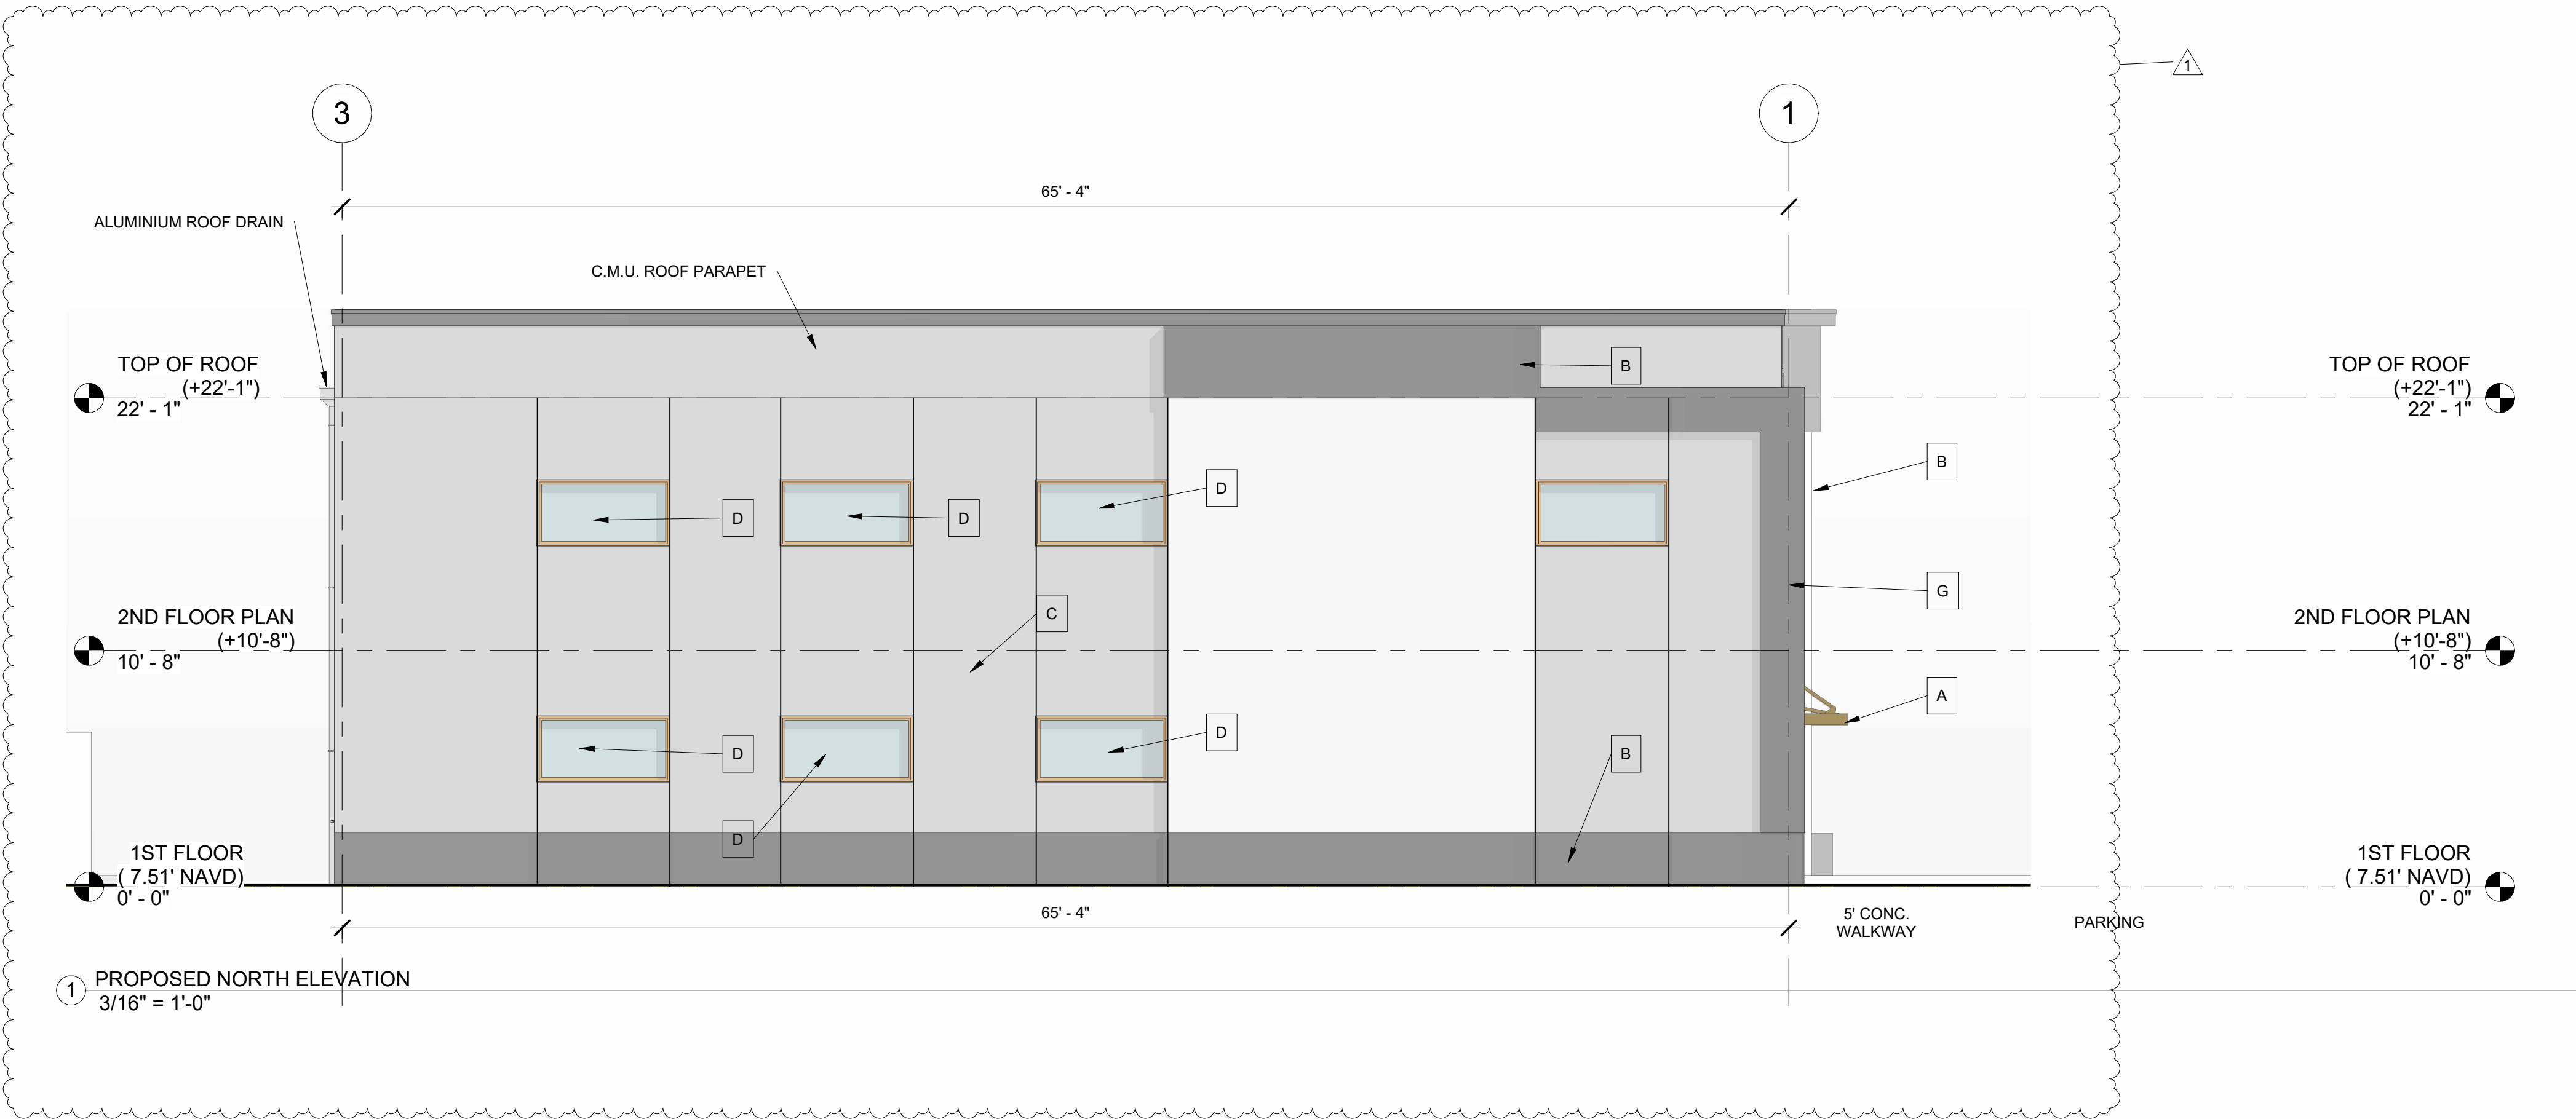 1
3
1
65' - 4"
ALUMINIUM ROOF DRAIN
C.M.U. ROOF PARAPET
TOP OF ROOF
(+22'-1")
22' - 1"
B
TOP OF ROOF
(+22'-1")
22' - 1"
B
D
D
D
G
C
2ND FLOOR PLAN
(+10'-8")
10' - 8"
2ND FLOOR PLAN
(+10'-8")
10' - 8"
A
D
D
B
D
1ST FLOOR
( 7.51' NAVD)
0' - 0"
1ST FLOOR
( 7.51' NAVD)
0' - 0"
65' - 4"
5' CONC.
WALKWAY
PARKING
1
PROPOSED NORTH ELEVATION
3/16" = 1'-0"